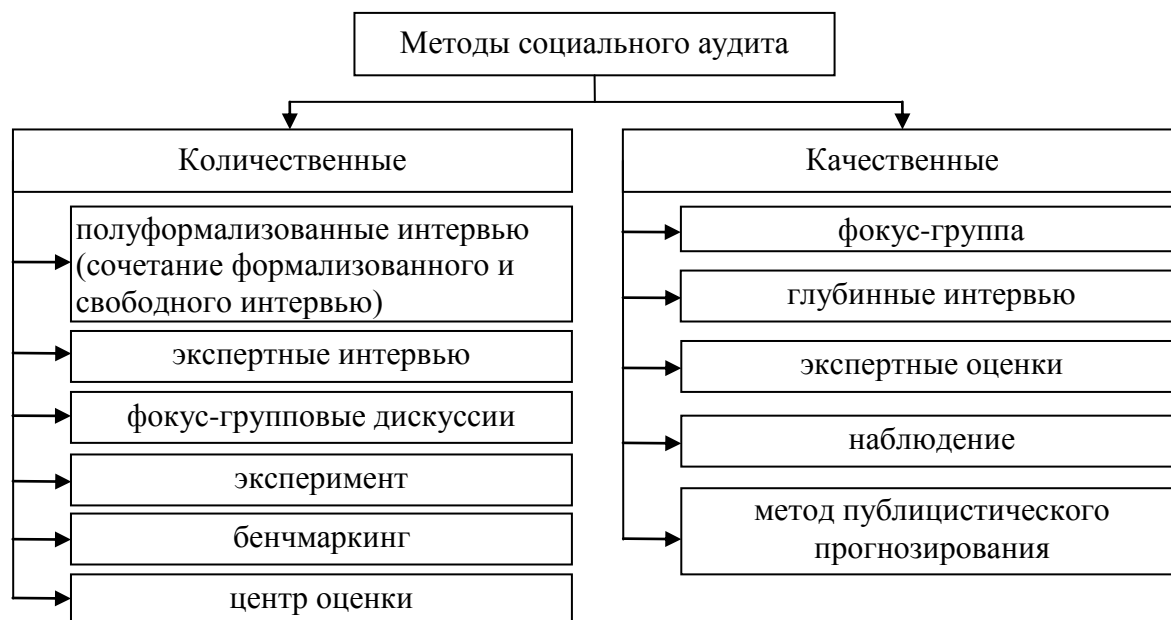 Методы социального аудита
Количественные
полуформализованные интервью
(сочетание формализованного и
свободного интервью)
экспертные интервью
фокус-групповые дискуссии
эксперимент
бенчмаркинг
центр оценки
Качественные
фокус-группа
глубинные интервью
экспертные оценки
наблюдение
метод публицистического
прогнозирования